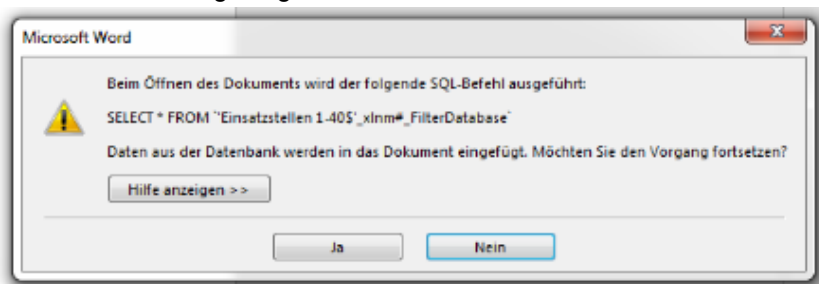 Microsoft Word
Beim Öffnen des Dokuments wird der folgende SQL-Befehl ausgeführt:
SELECT * FROM `'Einsatzstellen 1-40$'_xlnm#_FilterDatabase`
Daten aus der Datenbank werden in das Dokument eingefügt. Möchten Sie den Vorgang fortsetzen?
Hilfe anzeigen >>
Ja Nein